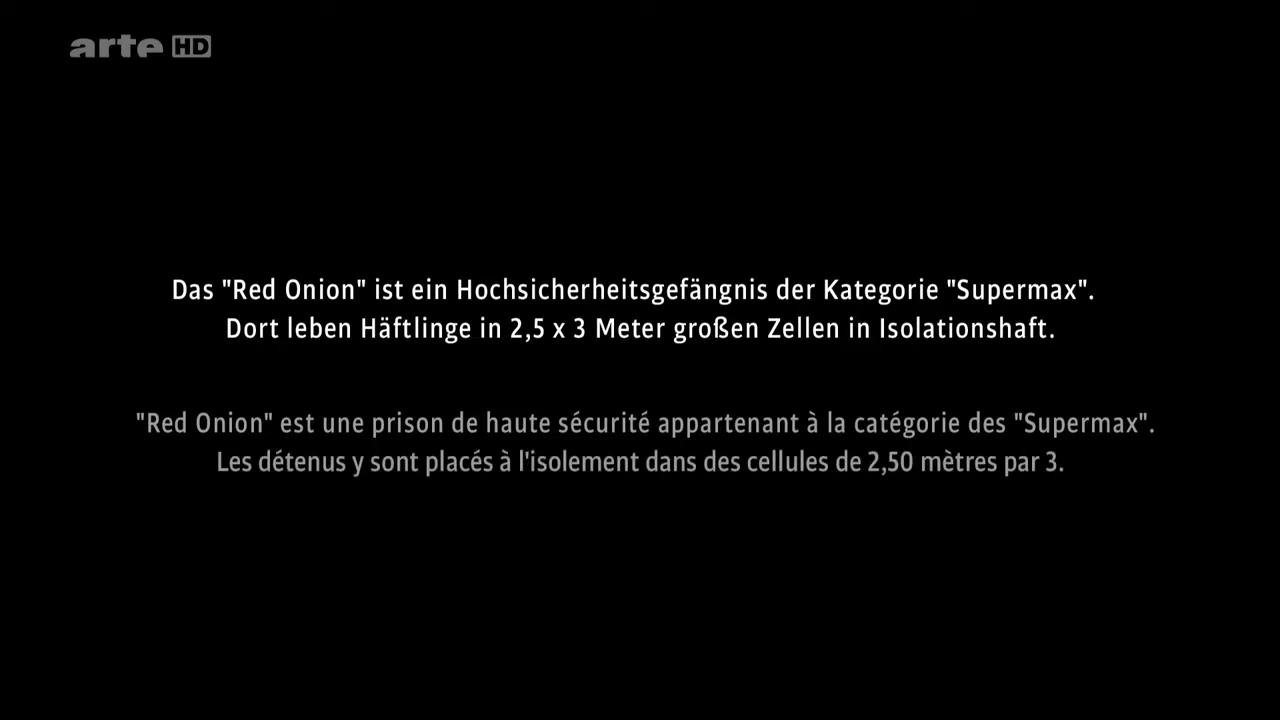 arte HD
Das "Red Onion" ist ein Hochsicherheitsgefängnis der Kategorie "Supermax".
Dort leben Häftlinge in 2,5 x 3 Meter großen Zellen in Isolationshaft.
"Red Onion" est une prison de haute sécurité appartenant à la catégorie des "Supermax".
Les détenus y sont placés à l'isolement dans des cellules de 2,50 mètres par 3.